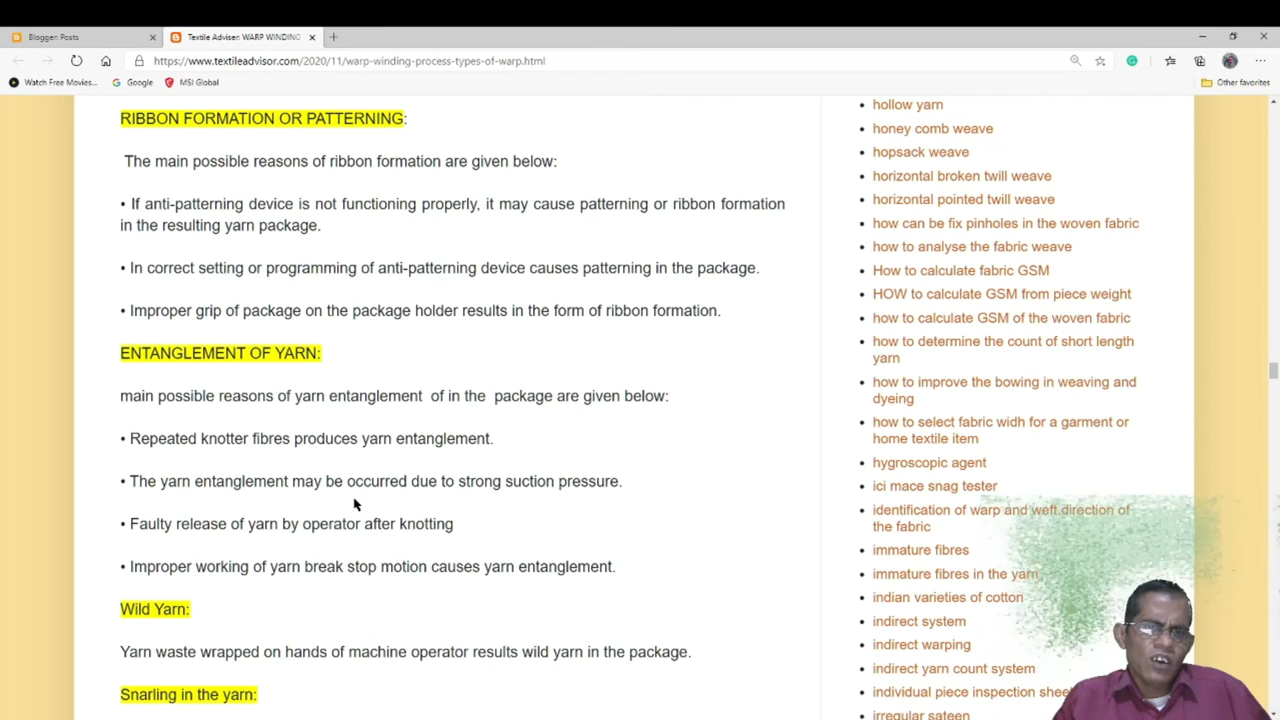 Blogger: Posts
Textile Adviser: WARP WINDING
https://www.textileadvisor.com/2020/11/warp-winding-process-types-of-warp.html
Watch Free Movies...
Google
MSI Global
Other favorites
RIBBON FORMATION OR PATTERNING:
The main possible reasons of ribbon formation are given below:
• If anti-patterning device is not functioning properly, it may cause patterning or ribbon formation
in the resulting yarn package.
• In correct setting or programming of anti-patterning device causes patterning in the package.
• Improper grip of package on the package holder results in the form of ribbon formation.
ENTANGLEMENT OF YARN:
main possible reasons of yarn entanglement of in the package are given below:
• Repeated knotter fibres produces yarn entanglement.
• The yarn entanglement may be occurred due to strong suction pressure.
• Faulty release of yarn by operator after knotting
• Improper working of yarn break stop motion causes yarn entanglement.
Wild Yarn:
Yarn waste wrapped on hands of machine operator results wild yarn in the package.
Snarling in the yarn:
• hollow yarn
• honey comb weave
• hopsack weave
• horizontal broken twill weave
• horizontal pointed twill weave
• how can be fix pinholes in the woven fabric
• how to analyse the fabric weave
• How to calculate fabric GSM
• HOW to calculate GSM from piece weight
• how to calculate GSM of the woven fabric
• how to determine the count of short length
yarn
• how to improve the bowing in weaving and
dyeing
• how to select fabric widh for a garment or
home textile item
• hygroscopic agent
• ici mace snag tester
• identification of warp and weft direction of
the fabric
• immature fibres
• immature fibres in the yarn
• indian varieties of cotton
• indirect system
• indirect warping
• indirect yarn count system
• individual piece inspection sheet
• irregular sateen